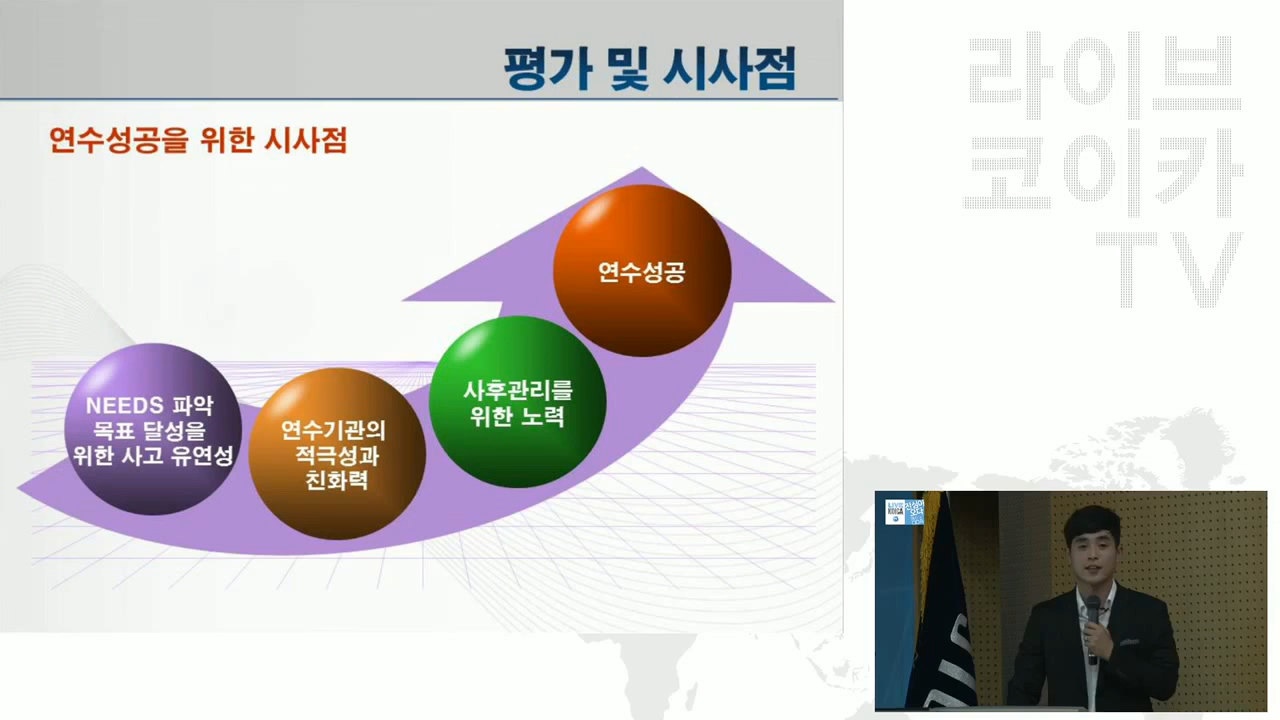 평가 및 시사점
연수성공을 위한 시사점
NEEDS 파악
목표 달성을
위한 사고 유연성
연수기관의
적극성과
친화력
사후관리를
위한 노력
연수성공
라이브
코이카
TV